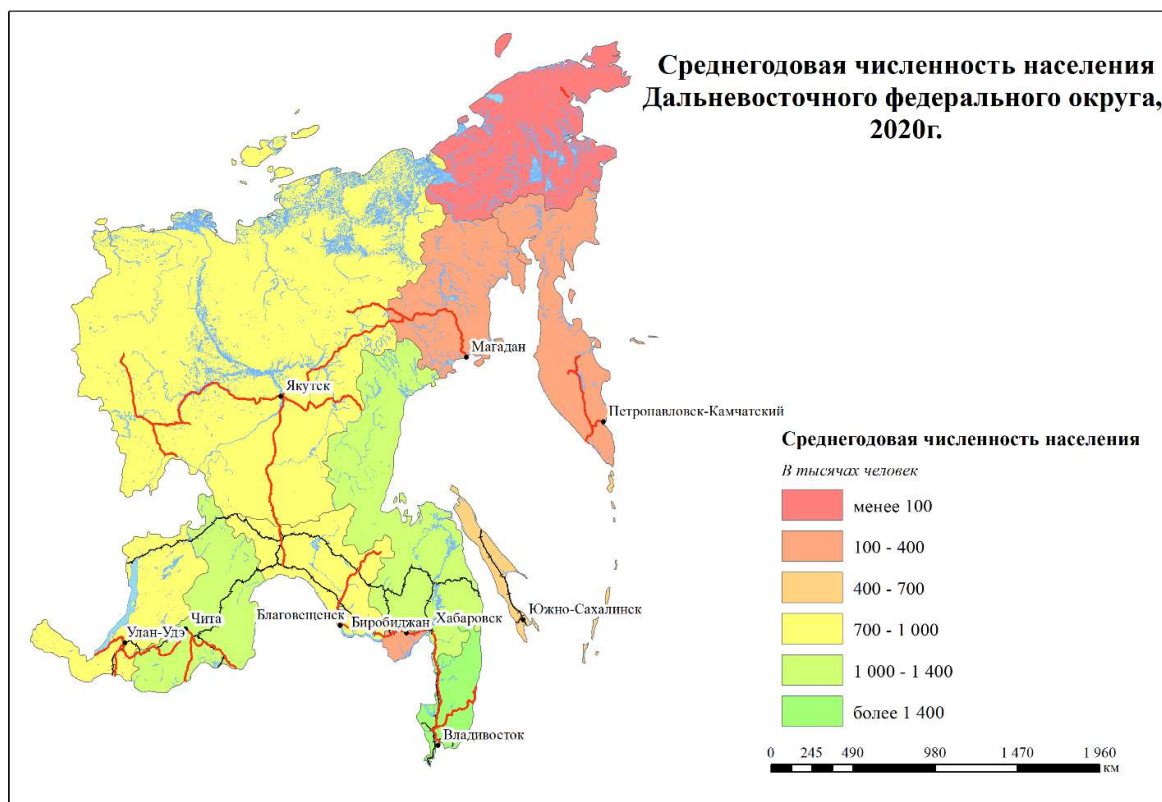 Среднегодовая численность населения
Дальневосточного федерального округа,
2020г.
Магадан
Якутск
Петропавловск-Камчатский
Среднегодовая численность населения
В тысячах человек
менее 100
100 - 400
400 - 700
700 - 1 000
1 000 - 1 400
более 1 400
Благовещенск
Биробиджан
Хабаровск
Южно-Сахалинск
Чита
Улан-Удэ
Владивосток
0 245 490 980 1 470 1 960
км